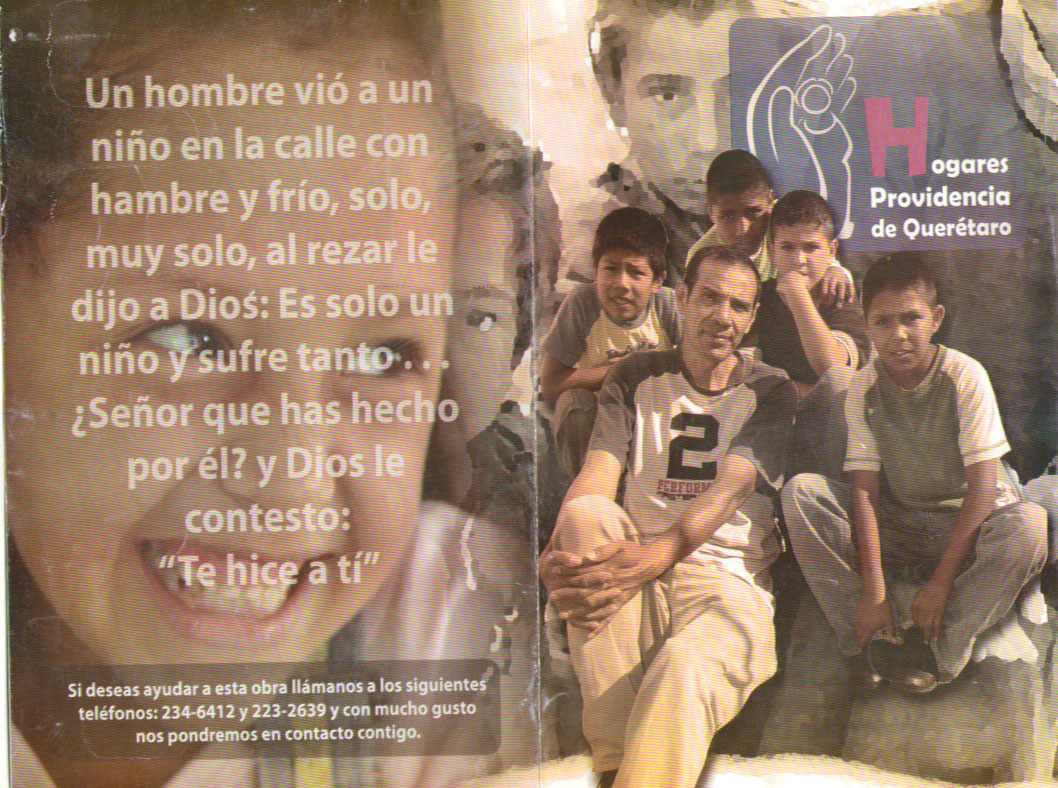 Un hombre vió a un
niño en la calle con
hambre y frío, solo,
muy solo, al rezar le
dijo a Dios: Es solo un
niño y sufre tanto . . .
¿Señor que has hecho
por él? y Dios le
contesto:
“Te hice a tí”
Si deseas ayudar a esta obra llámanos a los siguientes
teléfonos: 234-6412 y 223-2639 y con mucho gusto
nos pondremos en contacto contigo.
Hogares
Providencia
de Querétaro
2
PERFORM